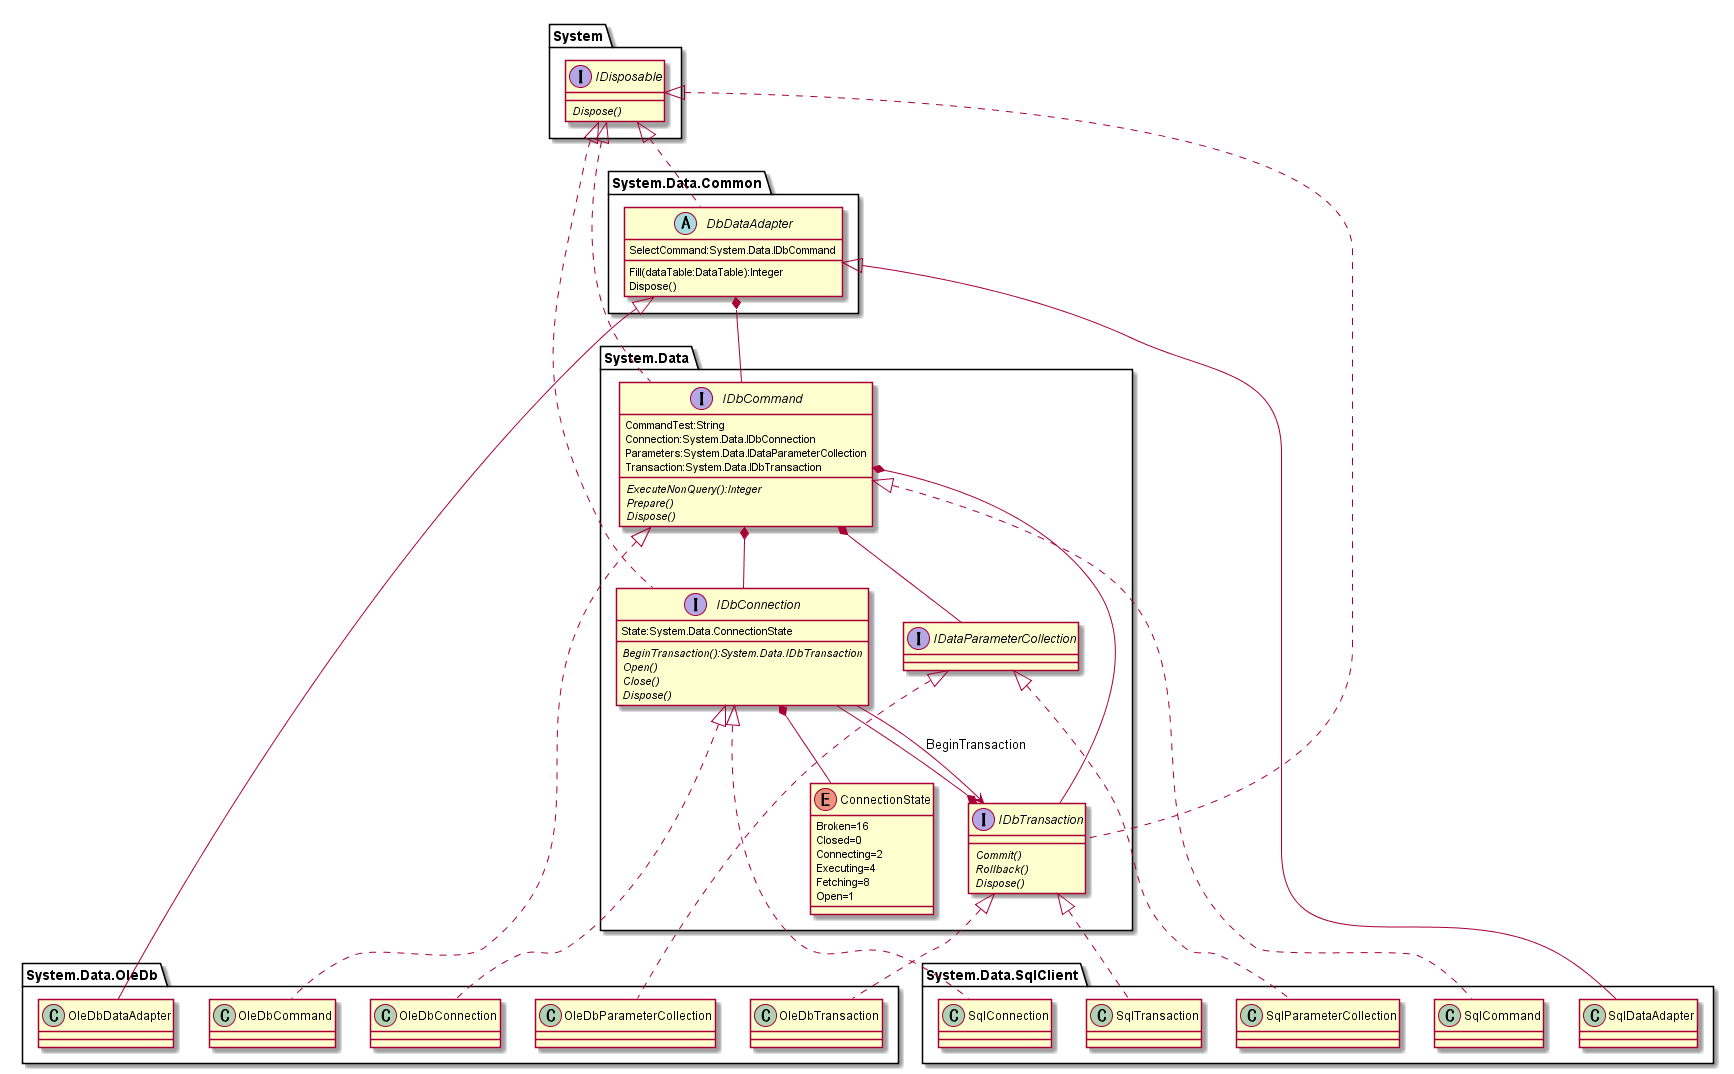 System
I IDisposable
Dispose()
System.Data.Common
A DbDataAdapter
SelectCommand:System.Data.IDbCommand
Fill(dataTable:DataTable):Integer
Dispose()
System.Data
I IDbCommand
CommandTest:String
Connection:System.Data.IDbConnection
Parameters:System.Data.IDataParameterCollection
Transaction:System.Data.IDbTransaction
ExecuteNonQuery():Integer
Prepare()
Dispose()
I IDbConnection
State:System.Data.ConnectionState
BeginTransaction():System.Data.IDbTransaction
Open()
Close()
Dispose()
I IDataParameterCollection
BeginTransaction
E ConnectionState
Broken=16
Closed=0
Connecting=2
Executing=4
Fetching=8
Open=1
I IDbTransaction
Commit()
Rollback()
Dispose()
System.Data.OleDb
C OleDbDataAdapter
C OleDbCommand
C OleDbConnection
C OleDbParameterCollection
C OleDbTransaction
System.Data.SqlClient
C SqlConnection
C SqlTransaction
C SqlParameterCollection
C SqlCommand
C SqlDataAdapter